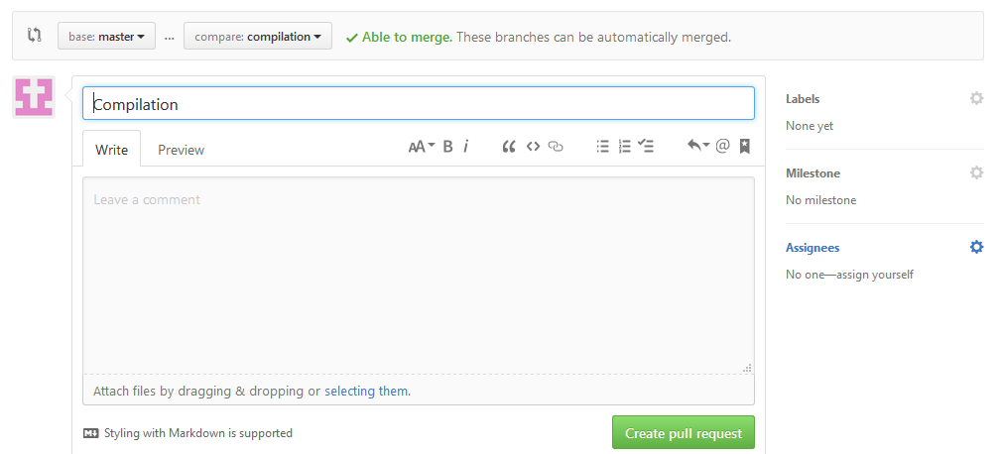 base: master ... compare: compilation Able to merge. These branches can be automatically merged.
Compilation
Write Preview AA B i @
Leave a comment
Attach files by dragging & dropping or selecting them.
M↓ Styling with Markdown is supported Create pull request
Labels
None yet
Milestone
No milestone
Assignees
No one—assign yourself